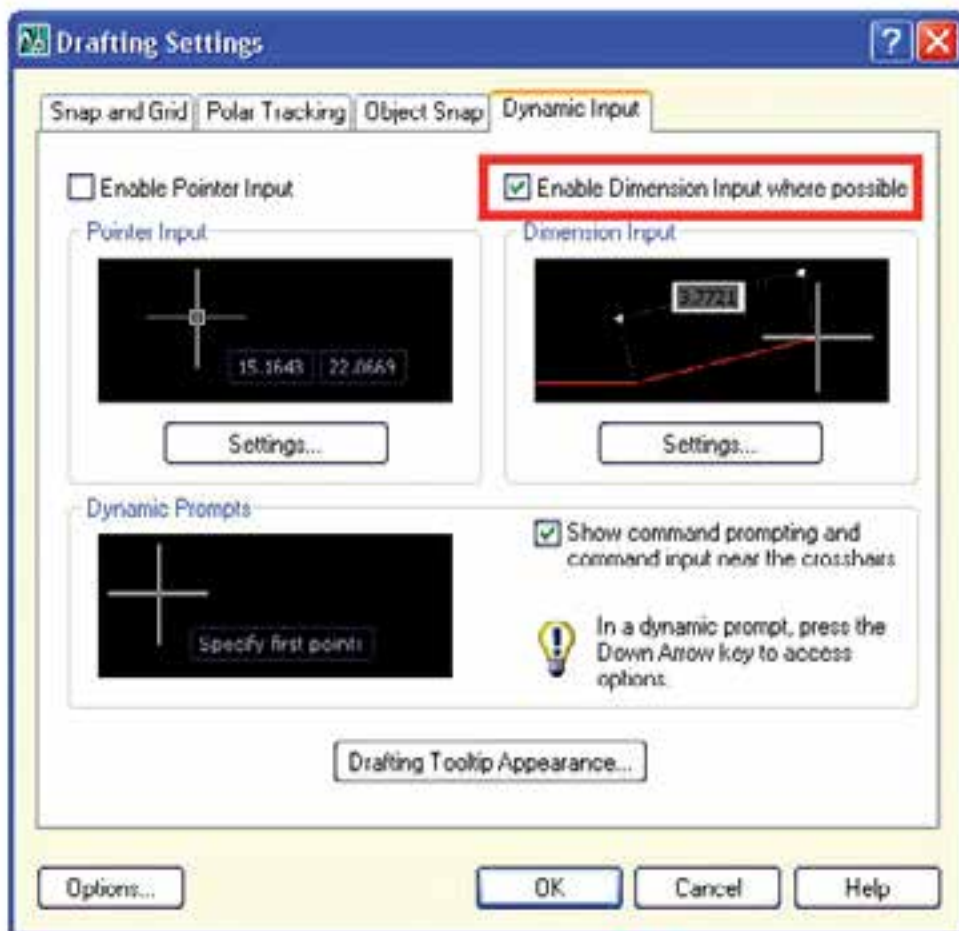 Drafting Settings
Snap and Grid
Polar Tracking
Object Snap
Dynamic Input
Enable Pointer Input
Enable Dimension Input where possible
Pointer Input
Dimension Input
15.1643 22.0669
3.7721
Settings...
Settings...
Dynamic Prompts
Specify first point:
Show command prompting and
command input near the crosshairs
In a dynamic prompt, press the
Down Arrow key to access
options.
Drafting Tooltip Appearance...
Options...
OK
Cancel
Help